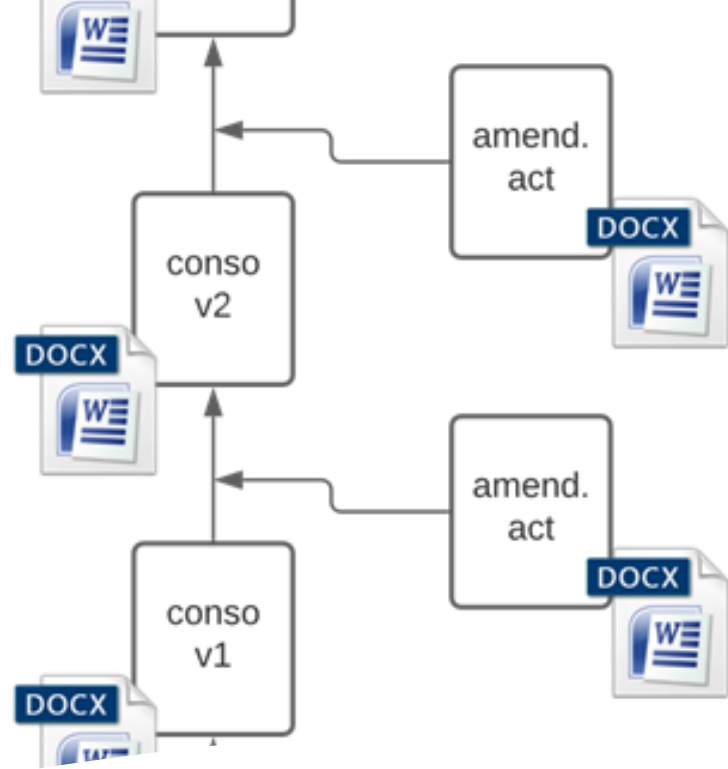 W
amend.
act
DOCX
W
conso
v2
DOCX
W
amend.
act
DOCX
W
conso
v1
DOCX
W